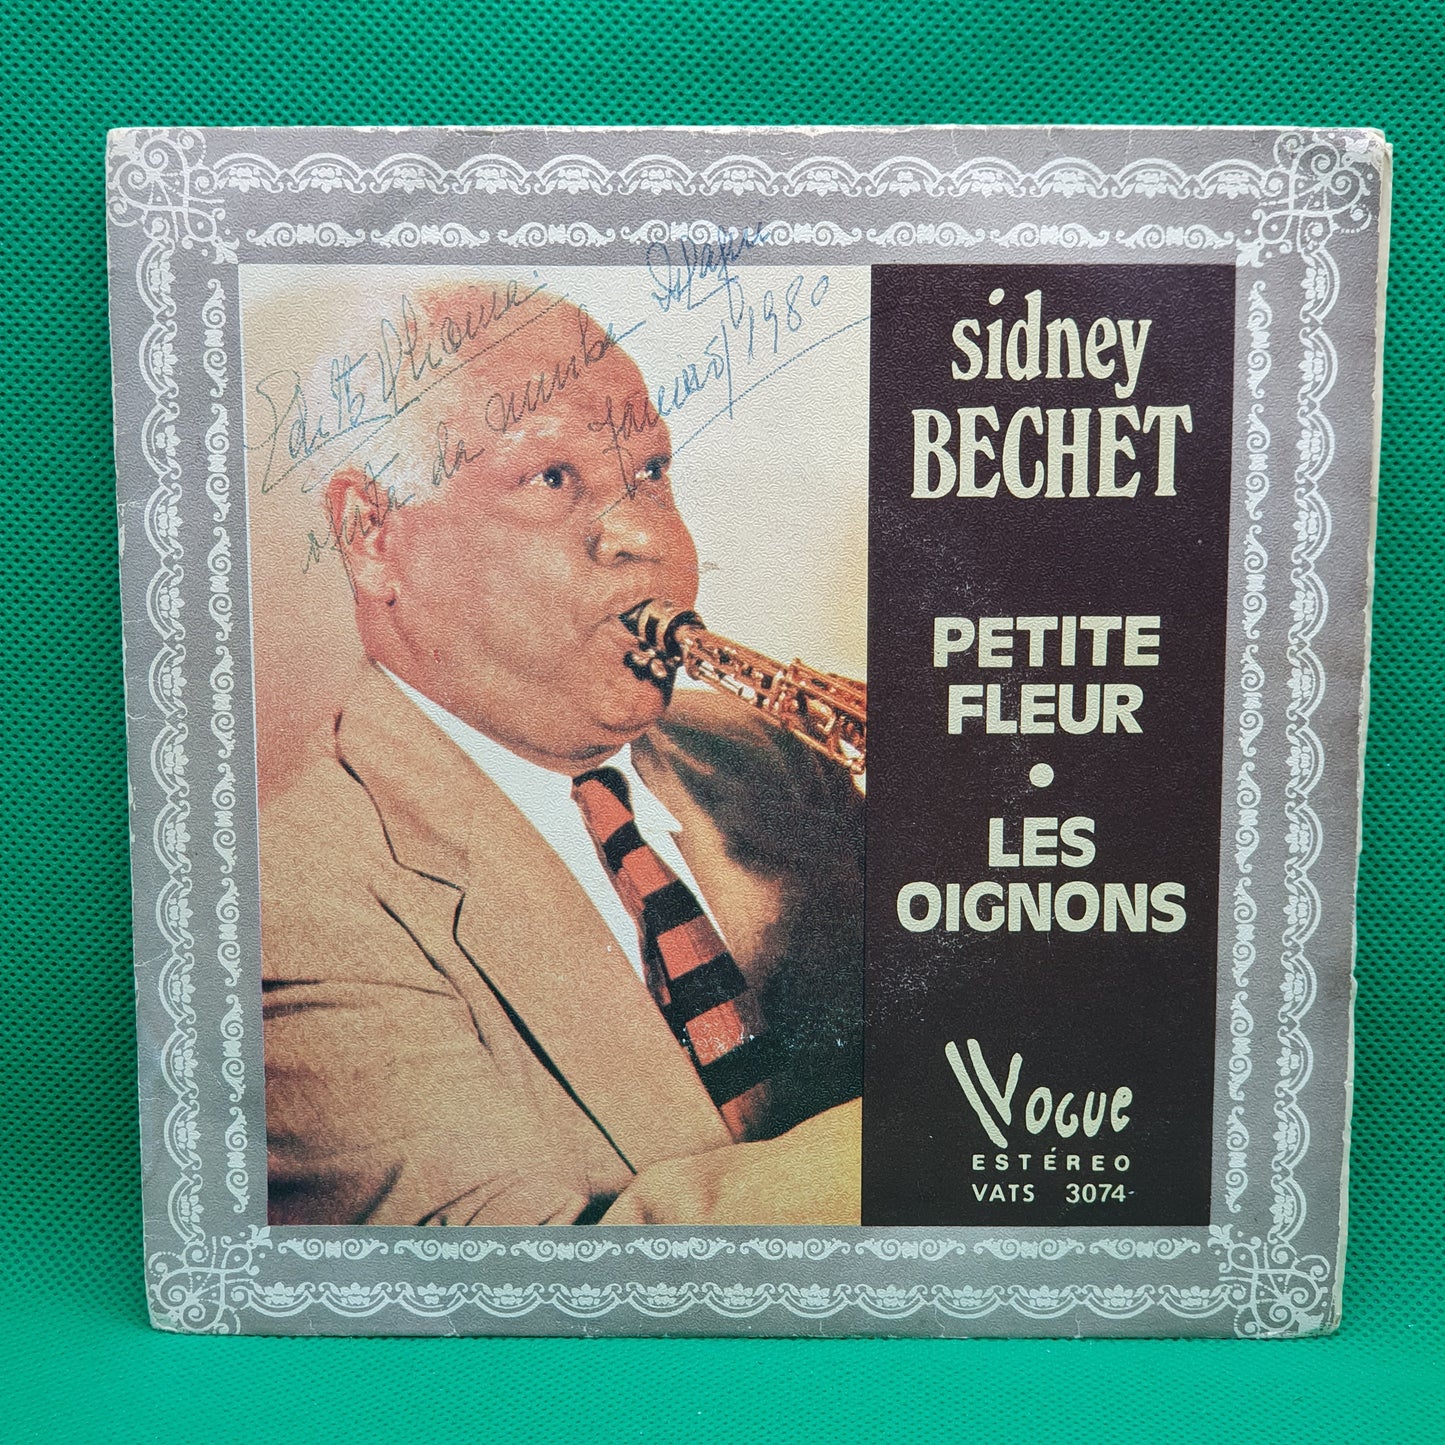 1980
sidney
BECHET
PETITE
FLEUR
•
LES
OIGNONS
VOGUE
ESTÉREO
VATS 3074